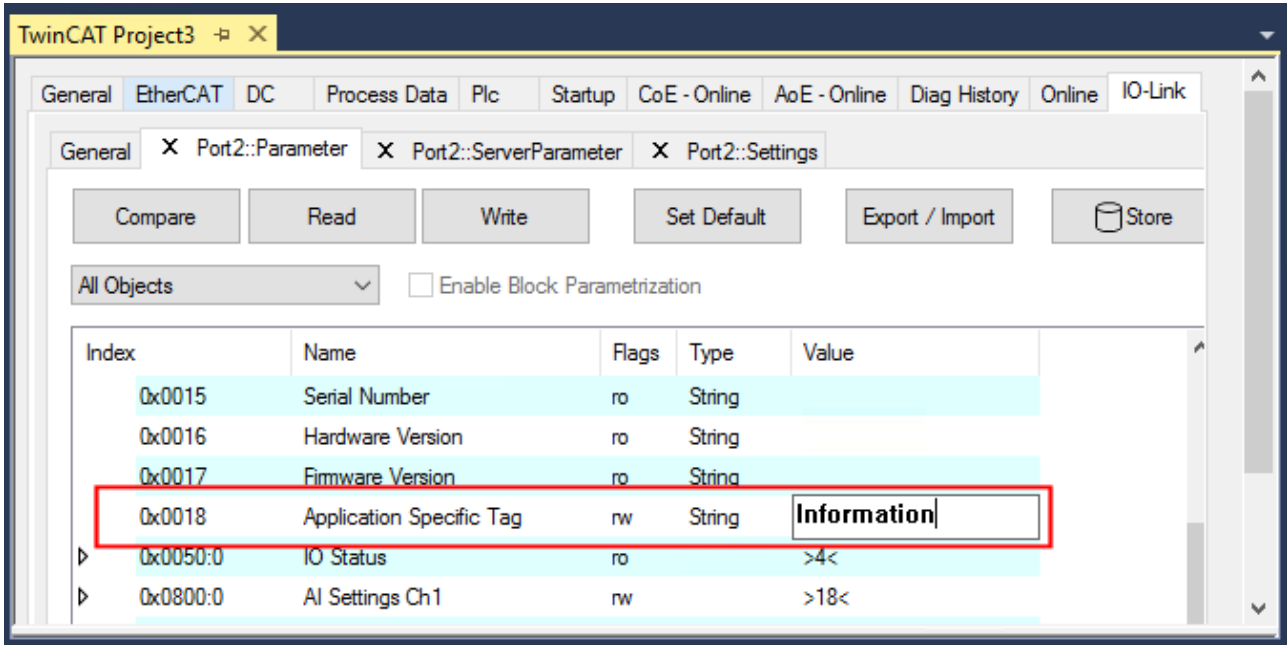 TwinCAT Project3
General EtherCAT DC Process Data Plc Startup CoE - Online AoE - Online Diag History Online IO-Link
General X Port2::Parameter X Port2::ServerParameter X Port2::Settings
Compare Read Write Set Default Export / Import Store
All Objects Enable Block Parametrization
Index Name Flags Type Value
0x0015 Serial Number ro String
0x0016 Hardware Version ro String
0x0017 Firmware Version ro String
0x0018 Application Specific Tag rw String Information
0x0050:0 IO Status ro >4<
0x0800:0 AI Settings Ch1 rw >18<